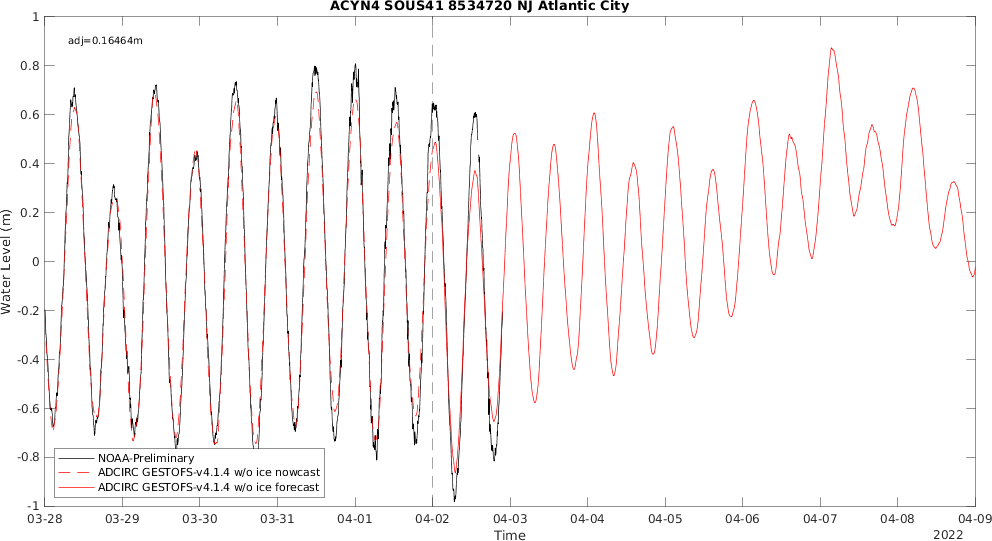 ACYN4 SOUS41 8534720 NJ Atlantic City
adj=0.16464m
Water Level (m)
1
0.8
0.6
0.4
0.2
0
-0.2
-0.4
-0.6
-0.8
-1
NOAA-Preliminary
ADCIRC GESTOFS-v4.1.4 w/o ice nowcast
ADCIRC GESTOFS-v4.1.4 w/o ice forecast
03-28 03-29 03-30 03-31 04-01 04-02 04-03 04-04 04-05 04-06 04-07 04-08 04-09
Time
2022